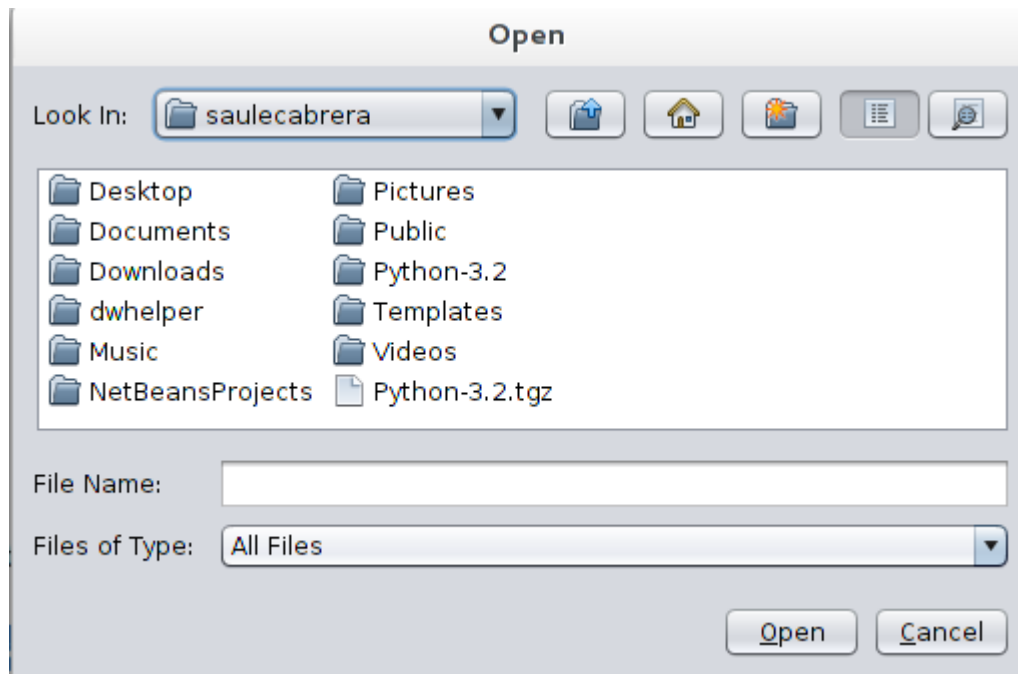 Open
Look In: saulecabrera
Desktop
Documents
Downloads
dwhelper
Music
NetBeansProjects
Pictures
Public
Python-3.2
Templates
Videos
Python-3.2.tgz
File Name:
Files of Type: All Files
Open Cancel